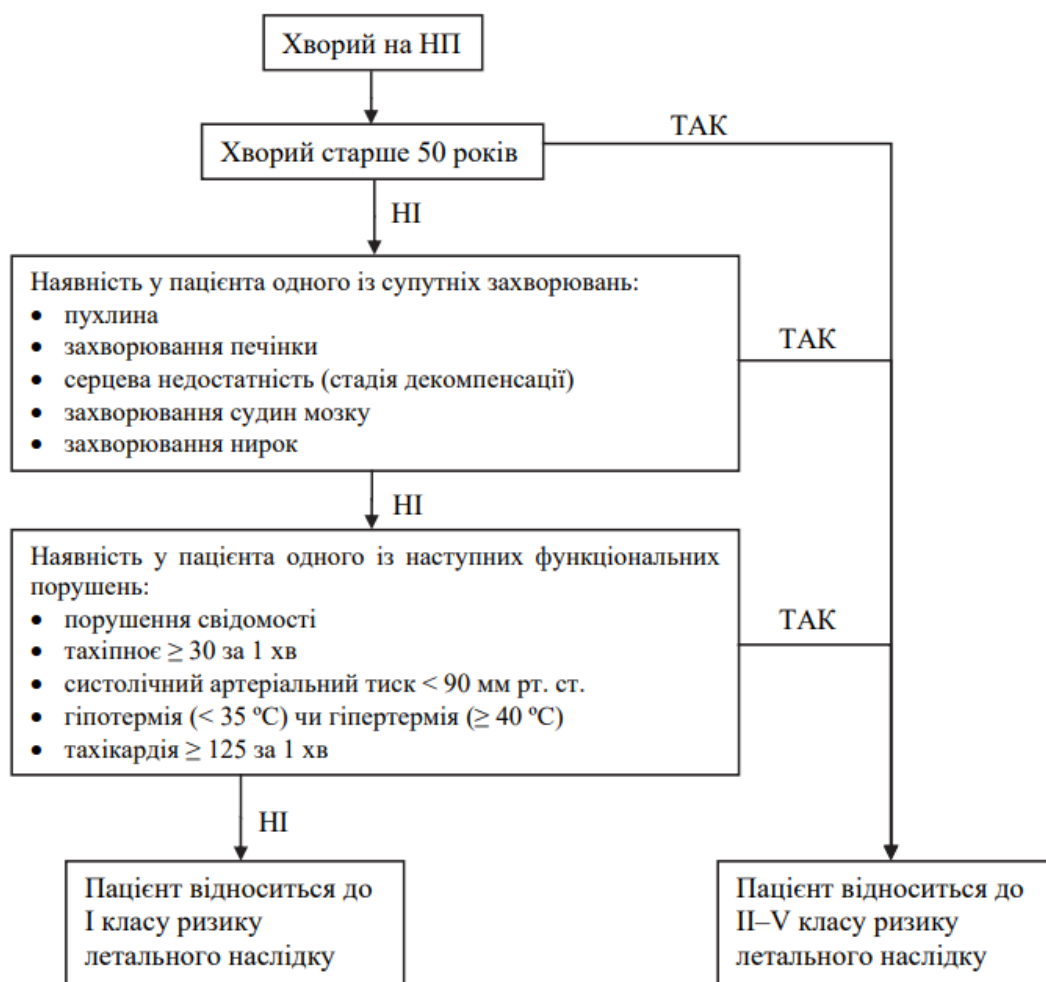 Хворий на НП
Хворий старше 50 років
ТАК
НІ
Наявність у пацієнта одного із супутніх захворювань:
• пухлина
• захворювання печінки
• серцева недостатність (стадія декомпенсації)
• захворювання судин мозку
• захворювання нирок
ТАК
НІ
Наявність у пацієнта одного із наступних функціональних
порушень:
• порушення свідомості
• тахіпноє ≥ 30 за 1 хв
• систолічний артеріальний тиск < 90 мм рт. ст.
• гіпотермія (< 35 ºС) чи гіпертермія (≥ 40 ºС)
• тахікардія ≥ 125 за 1 хв
ТАК
НІ
Пацієнт відноситься до
І класу ризику
летального наслідку
Пацієнт відноситься до
ІІ–V класу ризику
летального наслідку